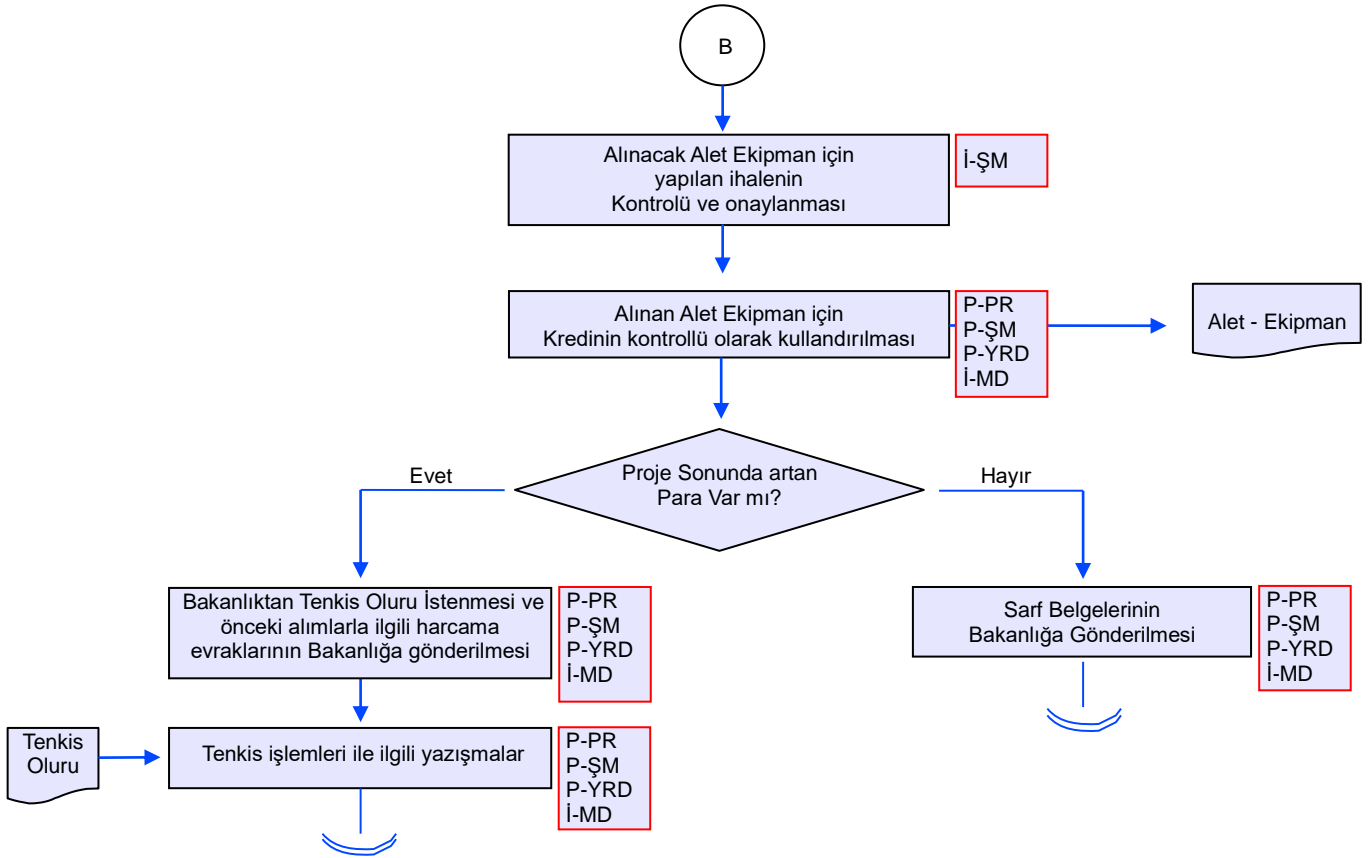 B
Alınacak Alet Ekipman için
yapılan ihalenin
Kontrolü ve onaylanması
İ-ŞM
Alınan Alet Ekipman için
Kredinin kontrollü olarak kullandırılması
P-PR
P-ŞM
P-YRD
İ-MD
Alet - Ekipman
Proje Sonunda artan
Para Var mı?
Evet
Hayır
Bakanlıktan Tenkis Oluru İstenmesi ve
önceki alımlarla ilgili harcama
evraklarının Bakanlığa gönderilmesi
P-PR
P-ŞM
P-YRD
İ-MD
Sarf Belgelerinin
Bakanlığa Gönderilmesi
P-PR
P-ŞM
P-YRD
İ-MD
Tenkis
Oluru
Tenkis işlemleri ile ilgili yazışmalar
P-PR
P-ŞM
P-YRD
İ-MD